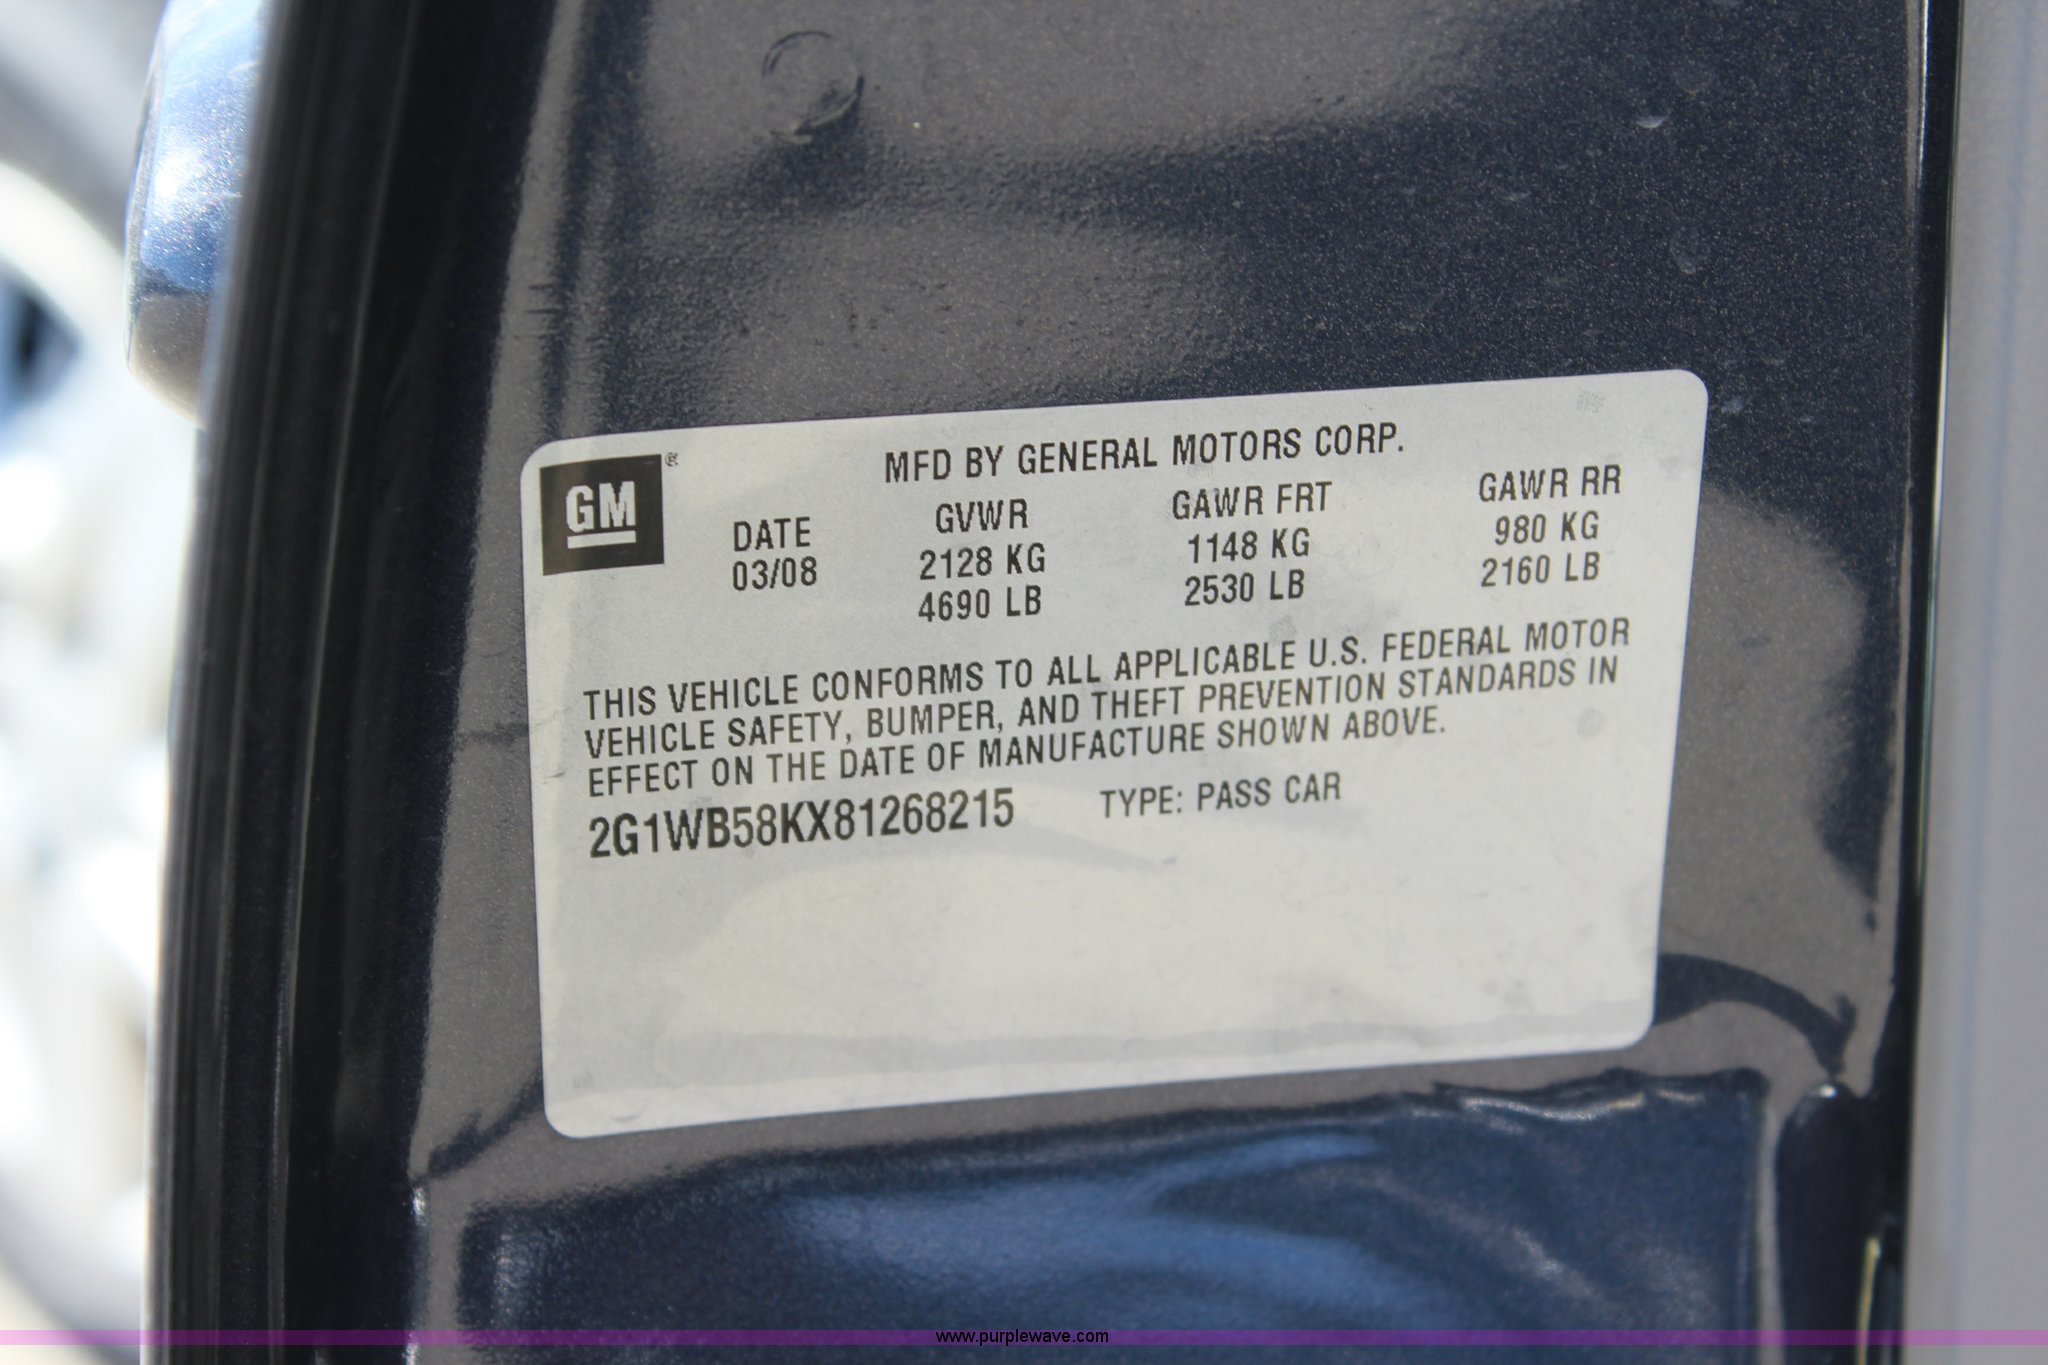 GM ®
MFD BY GENERAL MOTORS CORP.
DATE GVWR GAWR FRT GAWR RR
03/08 2128 KG 1148 KG 980 KG
4690 LB 2530 LB 2160 LB
THIS VEHICLE CONFORMS TO ALL APPLICABLE U.S. FEDERAL MOTOR
VEHICLE SAFETY, BUMPER, AND THEFT PREVENTION STANDARDS IN
EFFECT ON THE DATE OF MANUFACTURE SHOWN ABOVE.
2G1WB58KX81268215 TYPE: PASS CAR
www.purplewave.com